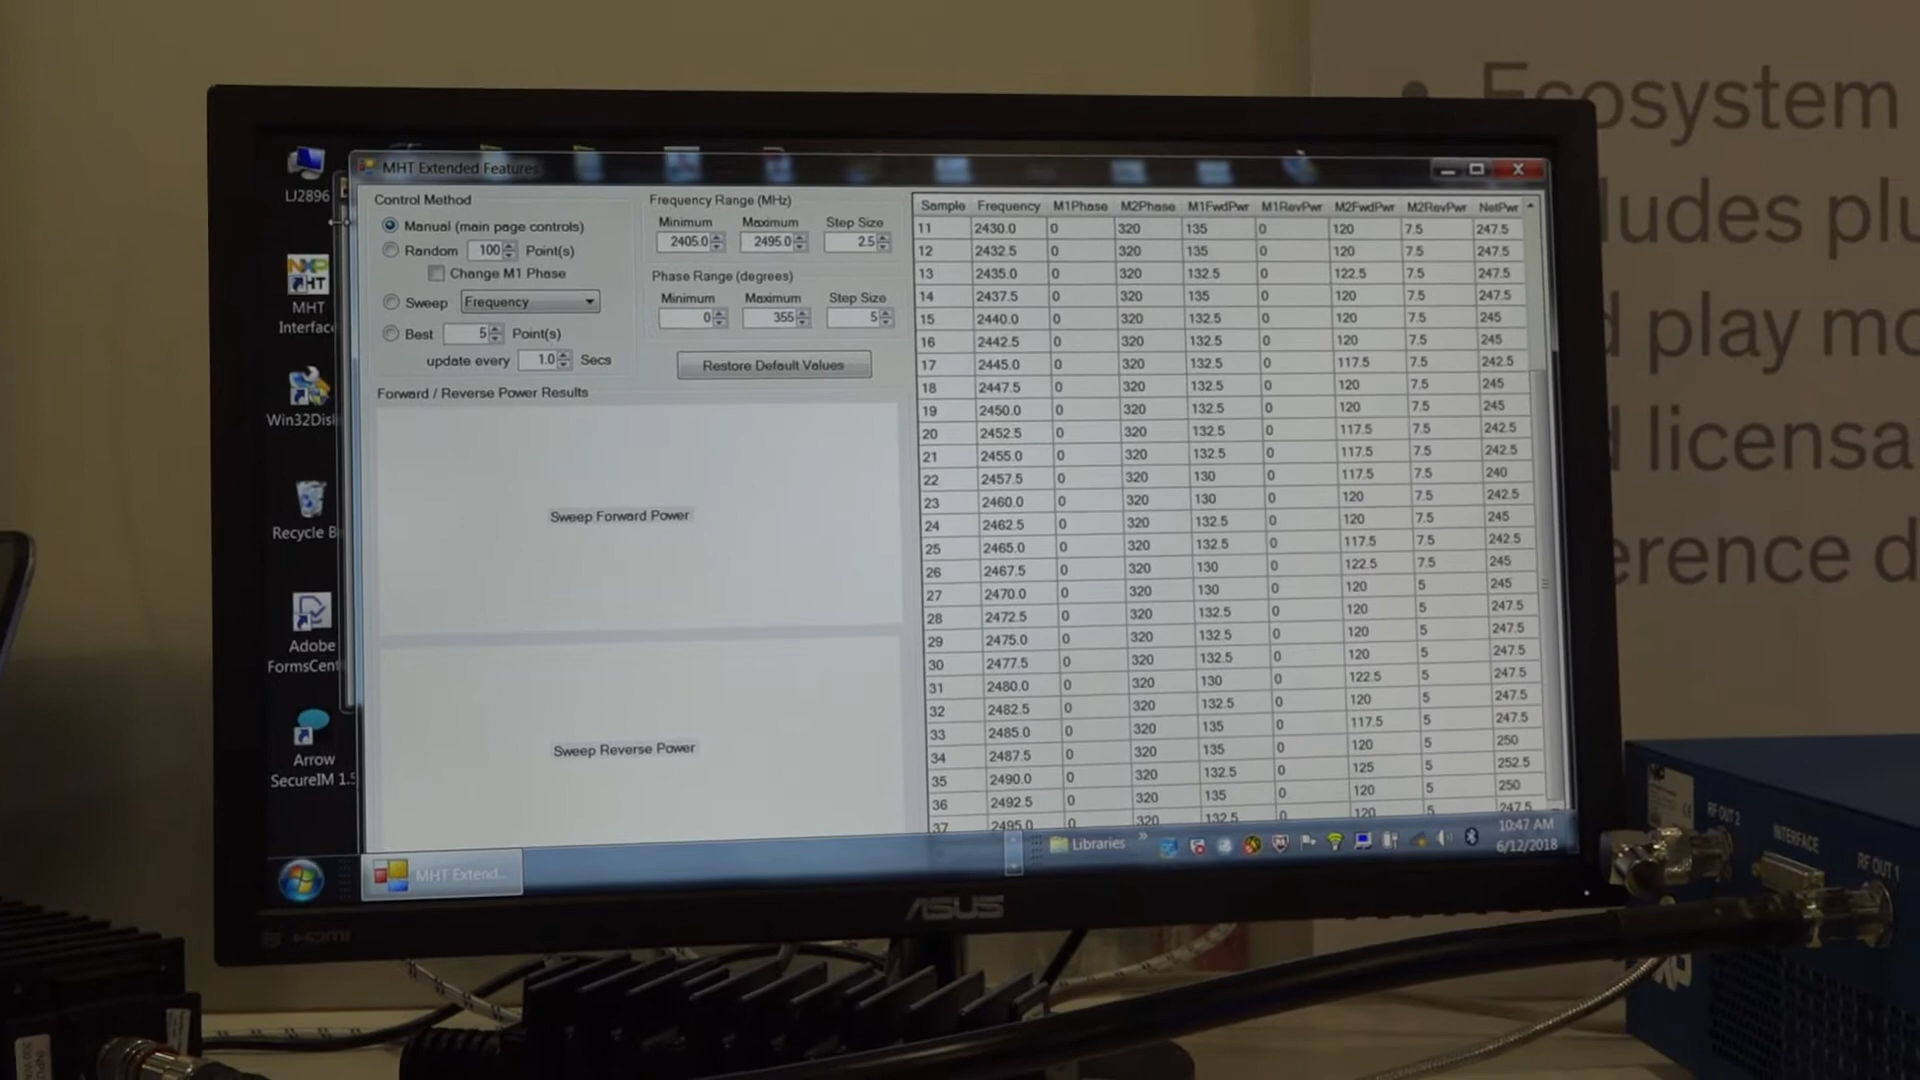 Ecosystem
ludes plu
d play mo
d licensa
erence d
LJ2896
MHT
Interface
Win32Disk
Recycle B
Adobe
FormsCent
Arrow
SecureIM 1.5
MHT Extended Features
Control Method
Manual (main page controls)
Random 100 Point(s)
Change M1 Phase
Sweep Frequency
Best 5 Point(s)
update every 1.0 Secs
Frequency Range (MHz)
Minimum Maximum Step Size
2405.0 2495.0 2.5
Phase Range (degrees)
Minimum Maximum Step Size
0 355 5
Restore Default Values
Forward / Reverse Power Results
Sweep Forward Power
Sweep Reverse Power
Sample Frequency M1Phase M2Phase M1FwdPwr M1RevPwr M2FwdPwr M2RevPwr NetPwr
11 2430.0 0 320 135 0 120 7.5 247.5
12 2432.5 0 320 135 0 120 7.5 247.5
13 2435.0 0 320 132.5 0 122.5 7.5 247.5
14 2437.5 0 320 135 0 120 7.5 247.5
15 2440.0 0 320 132.5 0 120 7.5 245
16 2442.5 0 320 132.5 0 120 7.5 245
17 2445.0 0 320 132.5 0 117.5 7.5 242.5
18 2447.5 0 320 132.5 0 120 7.5 245
19 2450.0 0 320 132.5 0 120 7.5 245
20 2452.5 0 320 132.5 0 117.5 7.5 242.5
21 2455.0 0 320 132.5 0 117.5 7.5 242.5
22 2457.5 0 320 130 0 117.5 7.5 240
23 2460.0 0 320 130 0 120 7.5 242.5
24 2462.5 0 320 132.5 0 120 7.5 245
25 2465.0 0 320 132.5 0 117.5 7.5 242.5
26 2467.5 0 320 130 0 122.5 7.5 245
27 2470.0 0 320 130 0 120 5 245
28 2472.5 0 320 132.5 0 120 5 247.5
29 2475.0 0 320 132.5 0 120 5 247.5
30 2477.5 0 320 132.5 0 120 5 247.5
31 2480.0 0 320 130 0 122.5 5 247.5
32 2482.5 0 320 132.5 0 120 5 247.5
33 2485.0 0 320 135 0 117.5 5 247.5
34 2487.5 0 320 135 0 120 5 250
35 2490.0 0 320 132.5 0 125 5 252.5
36 2492.5 0 320 135 0 120 5 250
37 2495.0 0 320 132.5 0 120 5 247.5
MHT Extend...
Libraries
10:47 AM
6/12/2018
ASUS
RF OUT 2
INTERFACE
RF OUT 1